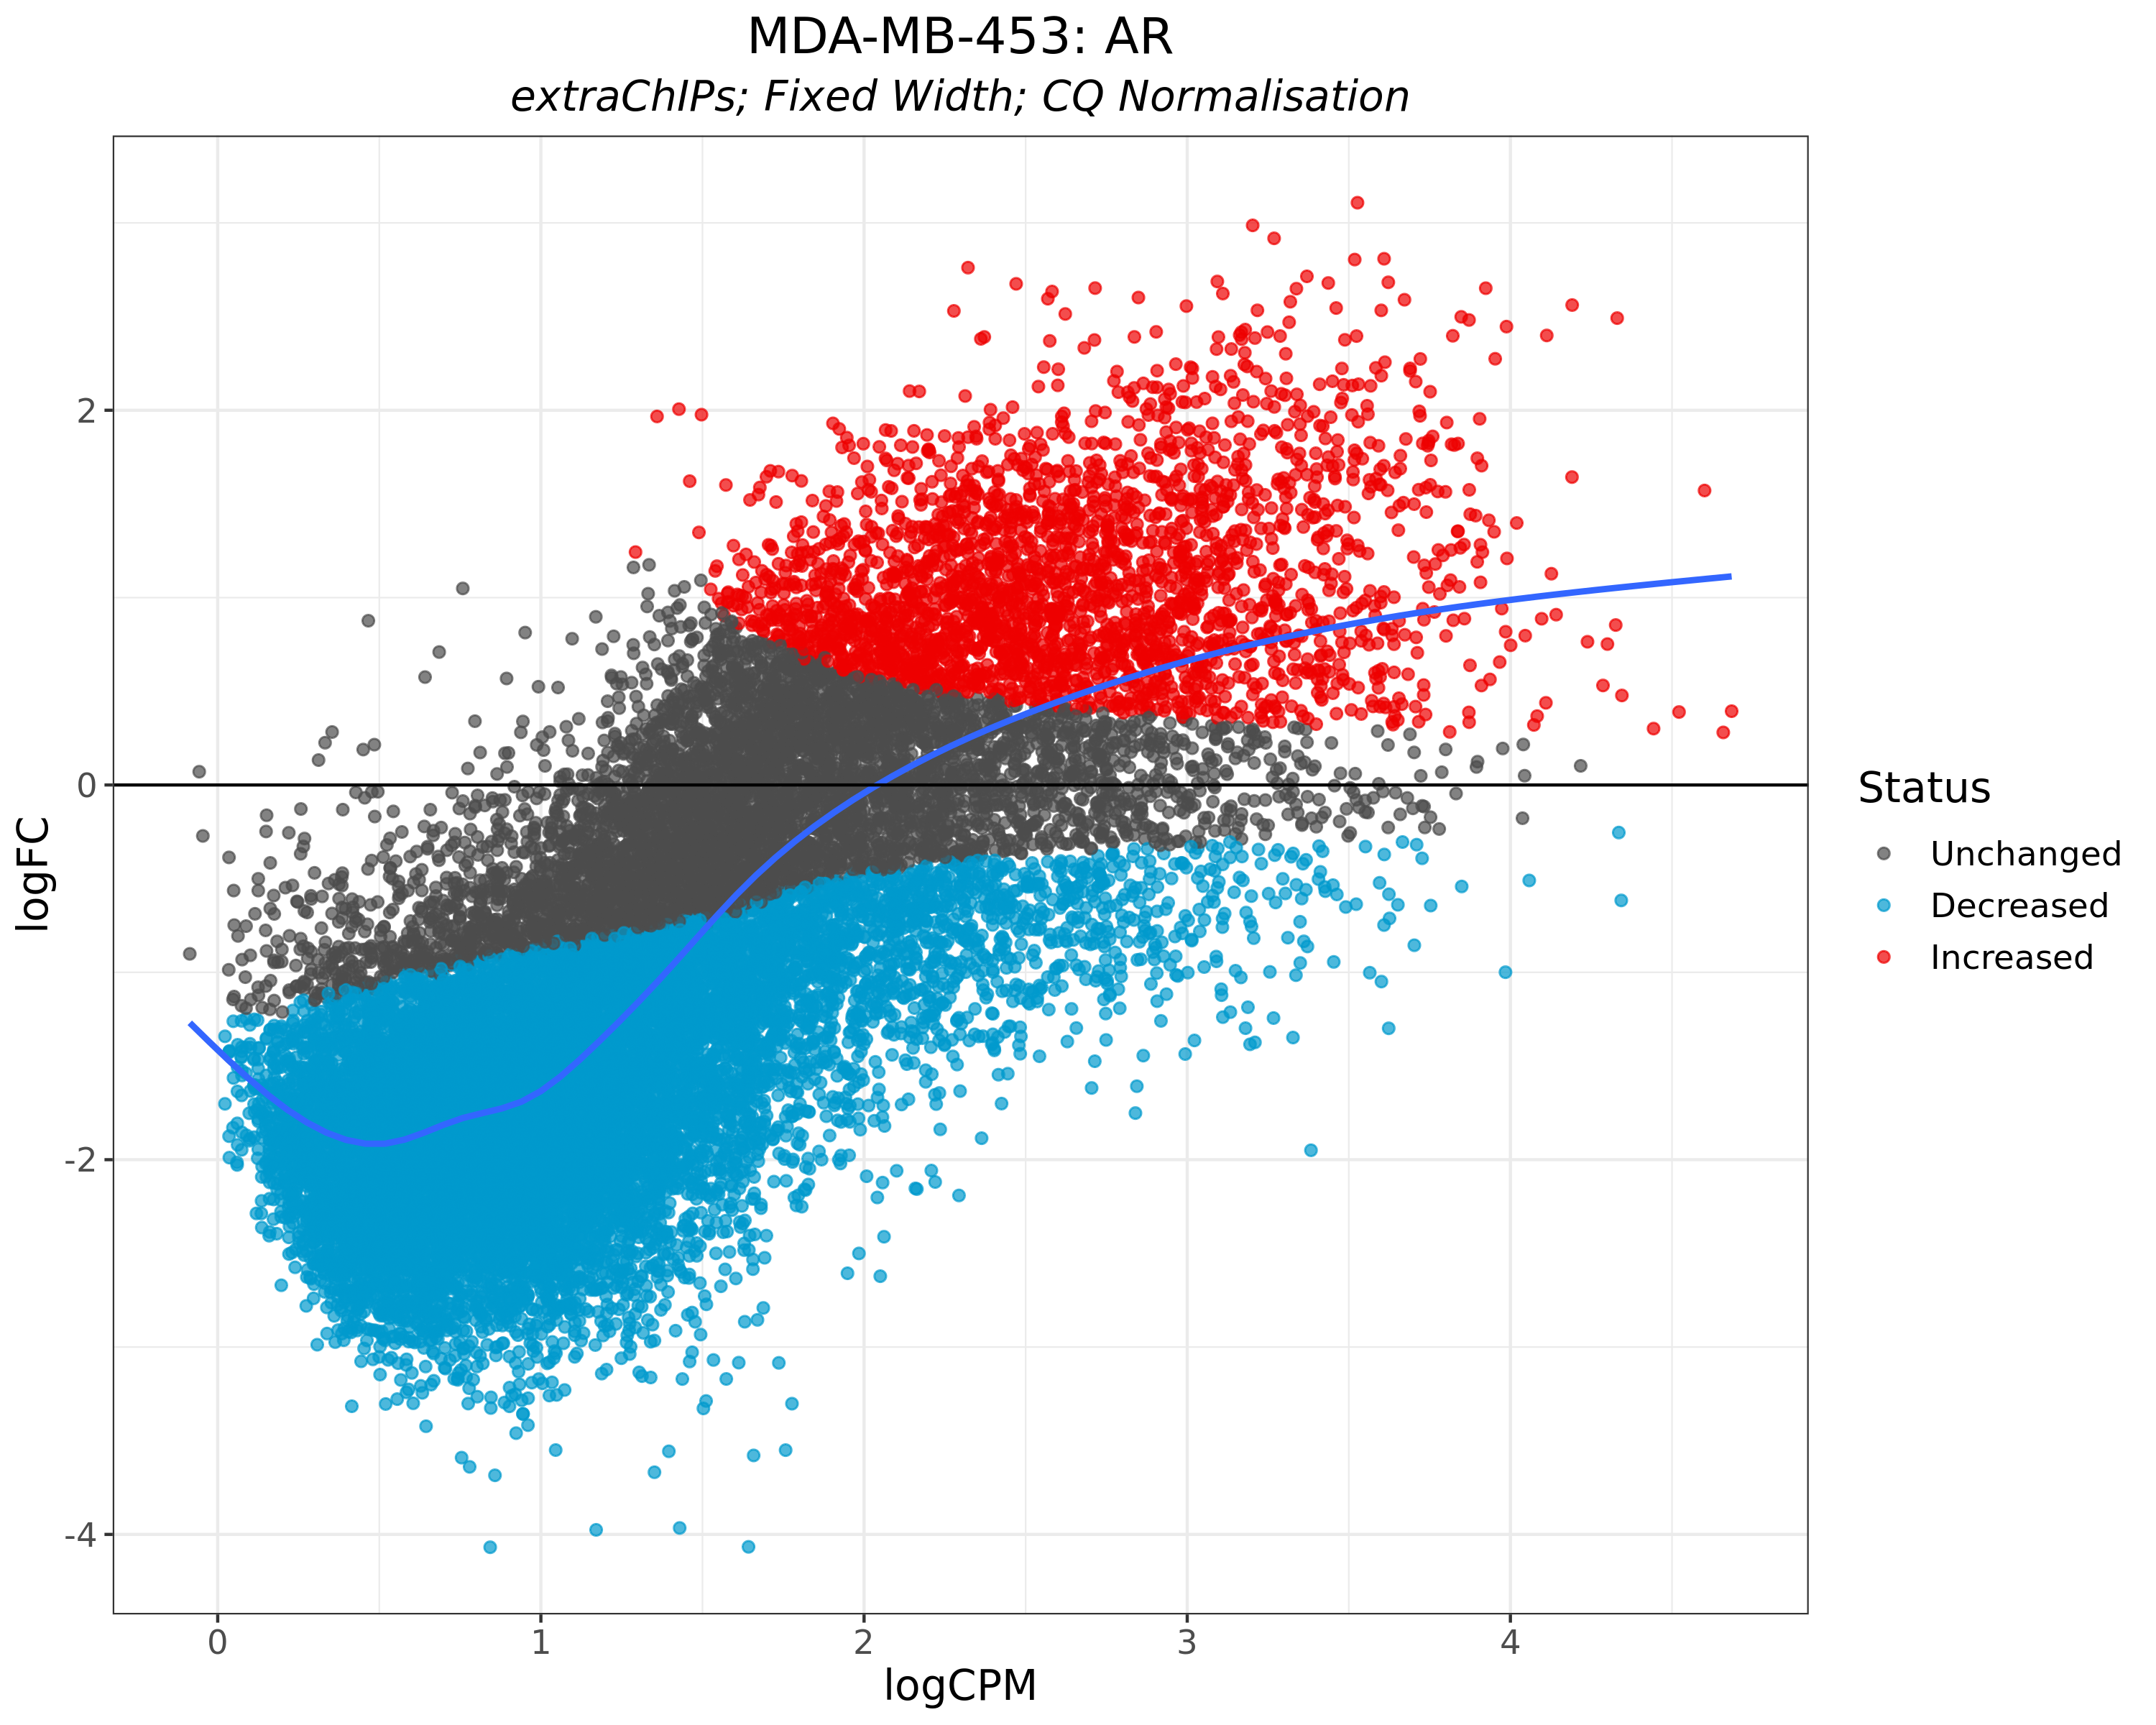 MDA-MB-453: AR
extraChIPs; Fixed Width; CQ Normalisation
logFC
2
0
-2
-4
0 1 2 3 4
logCPM
Status
Unchanged
Decreased
Increased